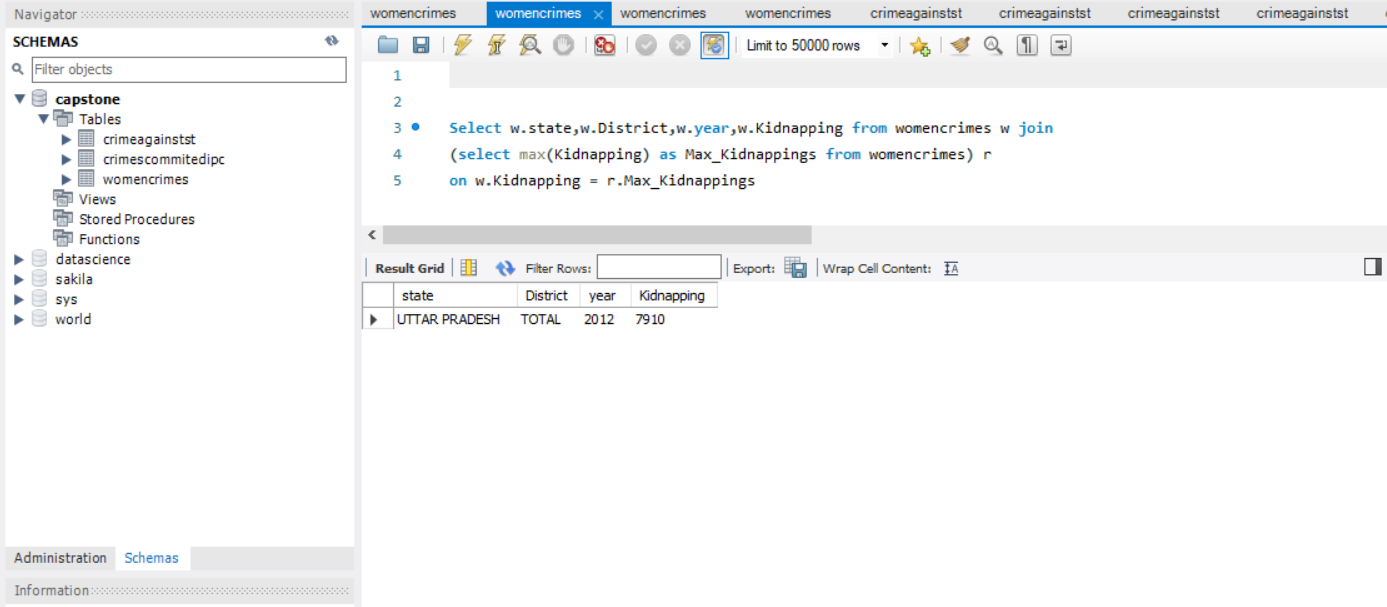 Navigator
womencrimes womencrimes womencrimes womencrimes crimeagainstst crimeagainstst crimeagainstst crimeagainstst
SCHEMAS
Limit to 50000 rows
Filter objects
capstone
Tables
crimeagainstst
crimescommitedipc
womencrimes
Views
Stored Procedures
Functions
datascience
sakila
sys
world
1
2
3 Select w.state,w.District,w.year,w.Kidnapping from womencrimes w join
4 (select max(Kidnapping) as Max_Kidnappings from womencrimes) r
5 on w.Kidnapping = r.Max_Kidnappings
Result Grid Filter Rows: Export: Wrap Cell Content: IA
state District year Kidnapping
UTTAR PRADESH TOTAL 2012 7910
Administration Schemas
Information